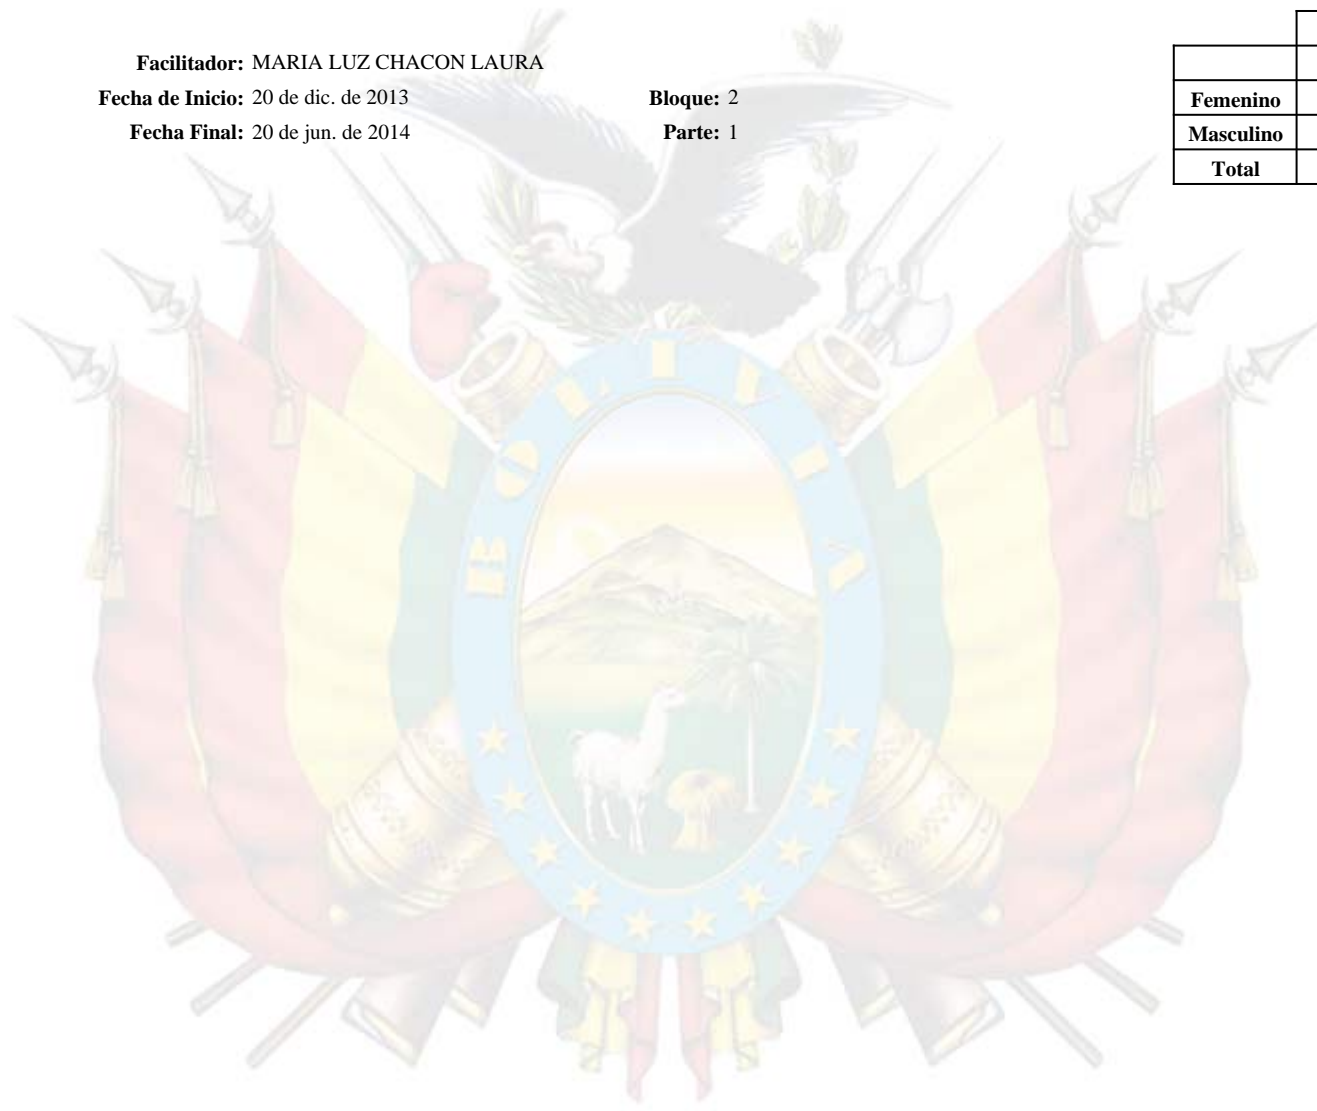 Facilitador: MARIA LUZ CHACON LAURA
Fecha de Inicio: 20 de dic. de 2013 Bloque: 2
Fecha Final: 20 de jun. de 2014 Parte: 1
Femenino
Masculino
Total
BOLIVIA